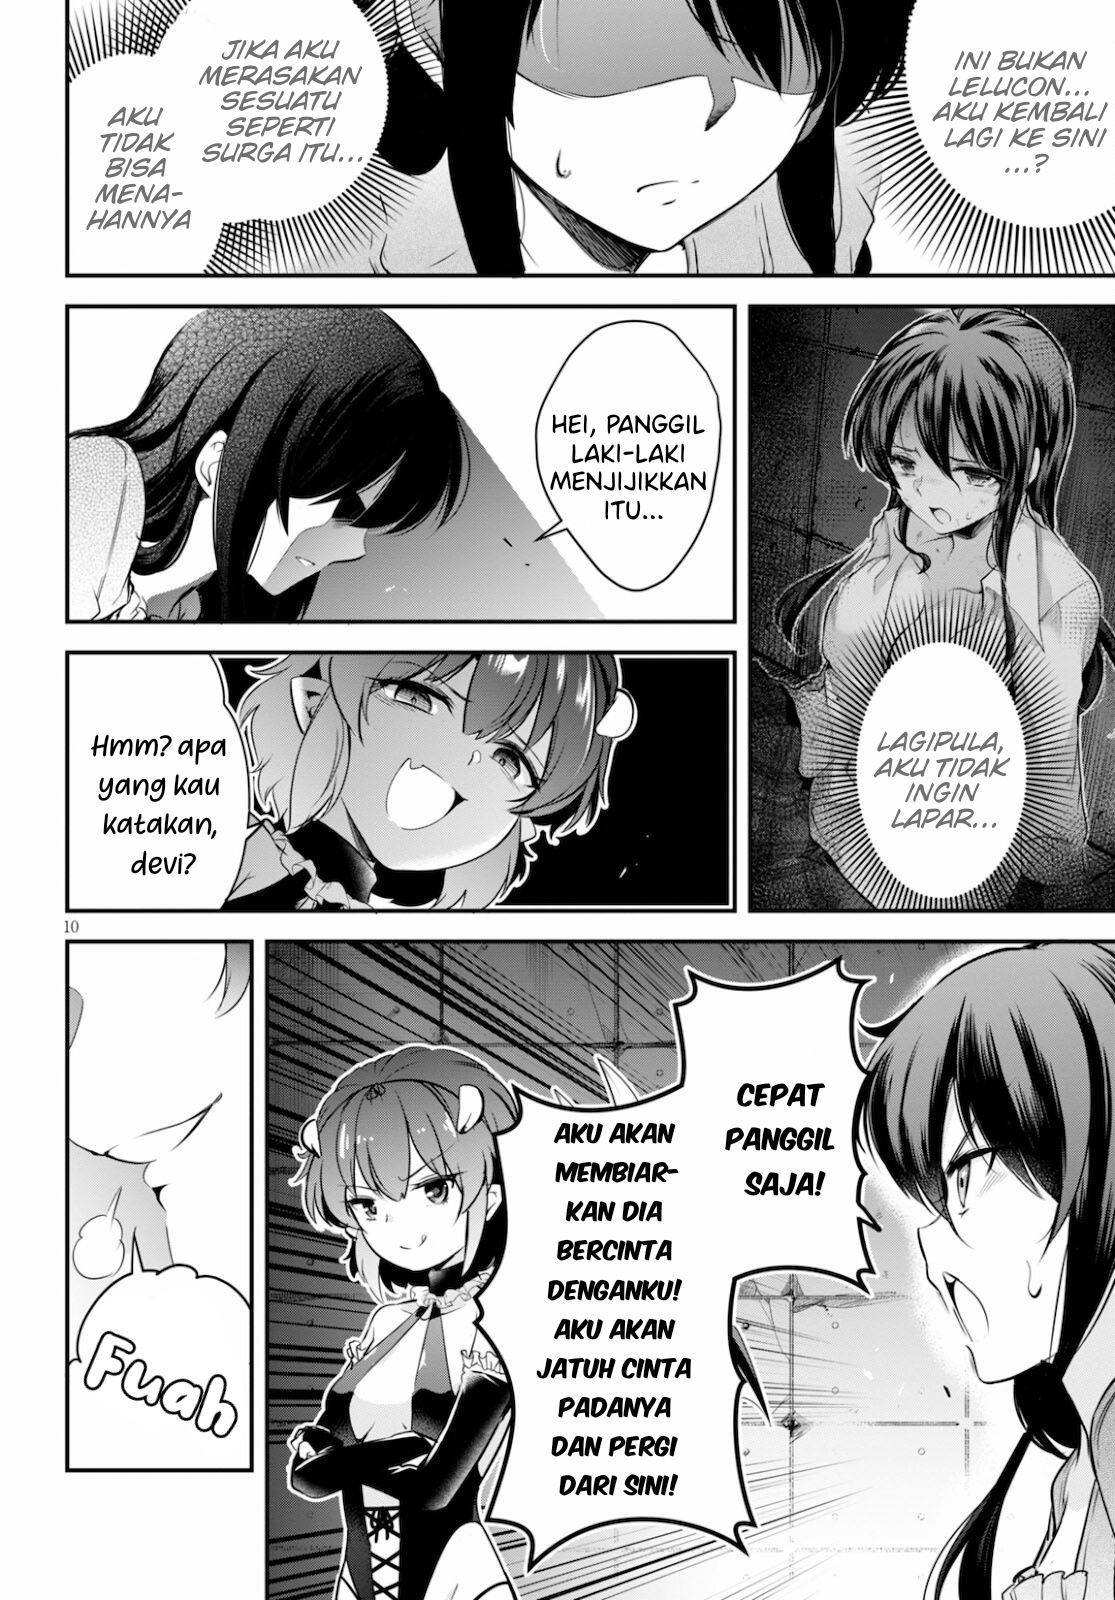 INI BUKAN
LELUCON...
AKU KEMBALI
LAGI KE SINI
...?
JIKA AKU
MERASAKAN
SESUATU
SEPERTI
SURGA ITU...
AKU
TIDAK
BISA
MENA-
HANNYA
LAGIPULA,
AKU TIDAK
INGIN
LAPAR...
HEI, PANGGIL
LAKI-LAKI
MENJIJIKKAN
ITU...
Hmm? apa
yang kau
katakan,
devi?
10
CEPAT
PANGGIL
SAJA!
AKU AKAN
MEMBIAR-
KAN DIA
BERCINTA
DENGANKU!
AKU AKAN
JATUH CINTA
PADANYA
DAN PERGI
DARI SINI!
Fuah